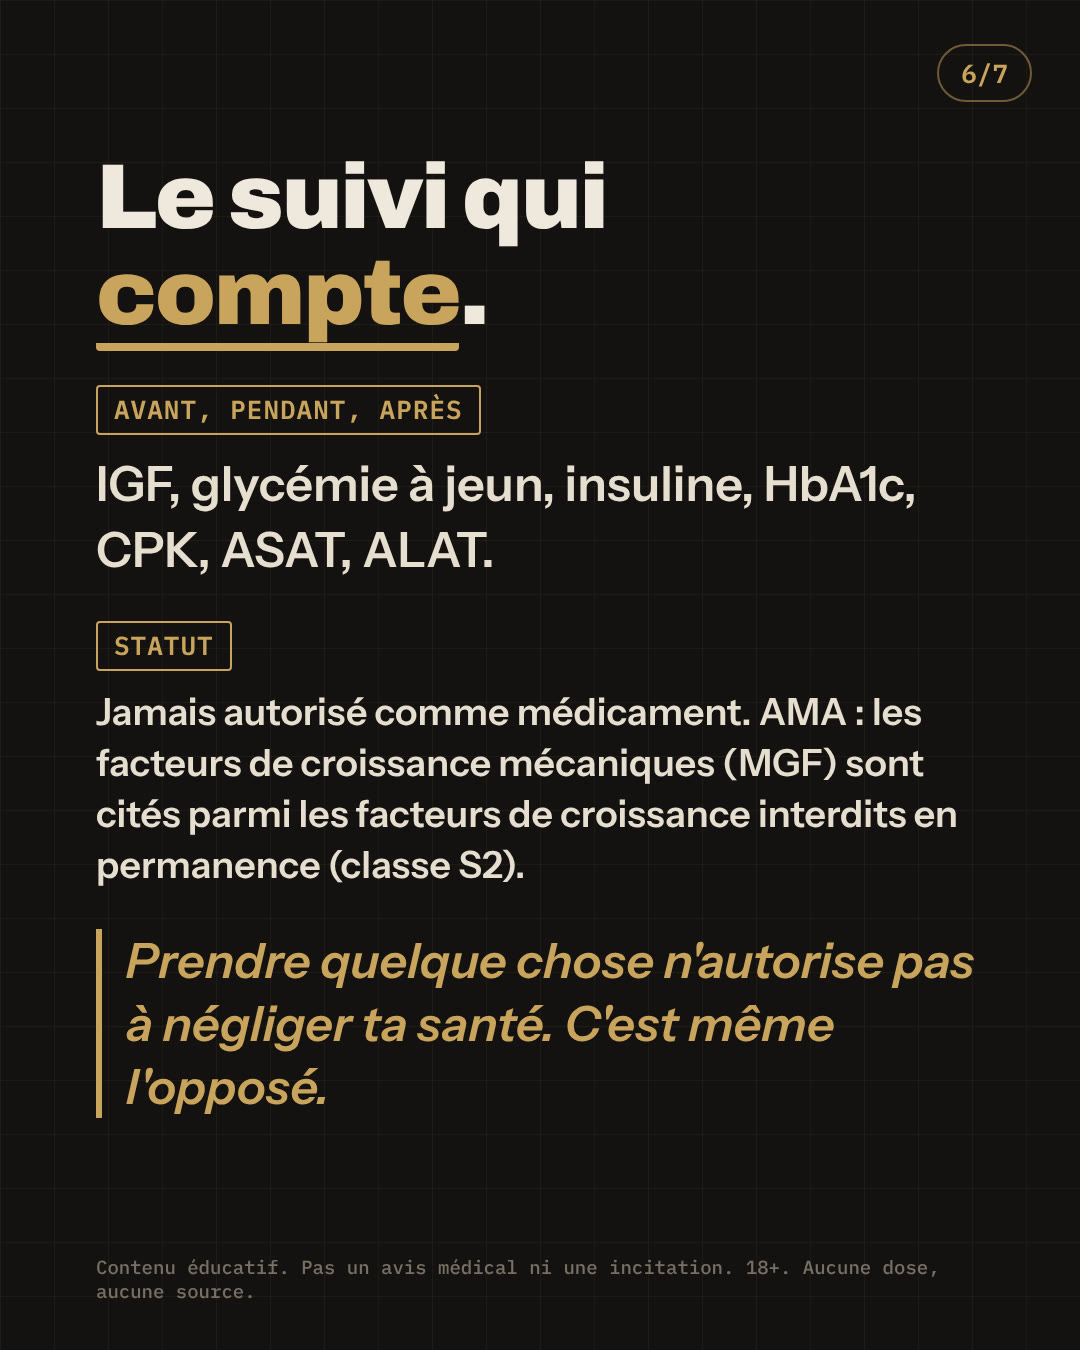 6/7
Le suivi qui
compte.
AVANT, PENDANT, APRÈS
IGF, glycémie à jeun, insuline, HbA1c,
CPK, ASAT, ALAT.
STATUT
Jamais autorisé comme médicament. AMA : les
facteurs de croissance mécaniques (MGF) sont
cités parmi les facteurs de croissance interdits en
permanence (classe S2).
Prendre quelque chose n'autorise pas
à négliger ta santé. C'est même
l'opposé.
Contenu éducatif. Pas un avis médical ni une incitation. 18+. Aucune dose,
aucune source.